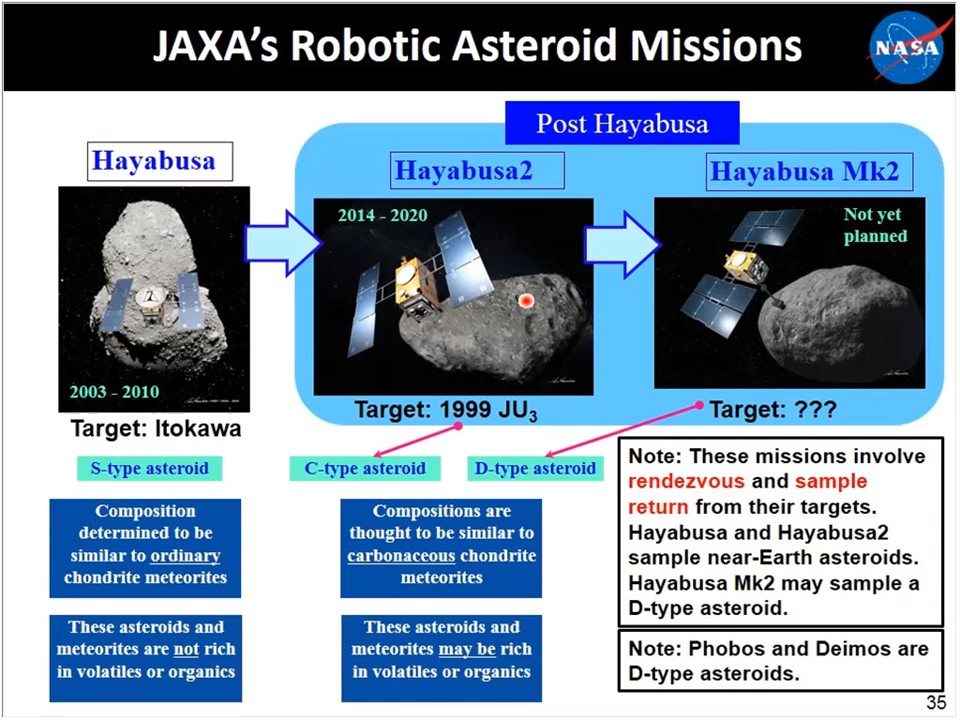 JAXA's Robotic Asteroid Missions
NASA
Post Hayabusa
Hayabusa
Hayabusa2
Hayabusa Mk2
2003 - 2010
2014 - 2020
Not yet
planned
Target: Itokawa
Target: 1999 JU3
Target: ???
S-type asteroid
C-type asteroid
D-type asteroid
Composition
determined to be
similar to ordinary
chondrite meteorites
Compositions are
thought to be similar to
carbonaceous chondrite
meteorites
These asteroids and
meteorites are not rich
in volatiles or organics
These asteroids and
meteorites may be rich
in volatiles or organics
Note: These missions involve
rendezvous and sample
return from their targets.
Hayabusa and Hayabusa2
sample near-Earth asteroids.
Hayabusa Mk2 may sample a
D-type asteroid.
Note: Phobos and Deimos are
D-type asteroids.
35